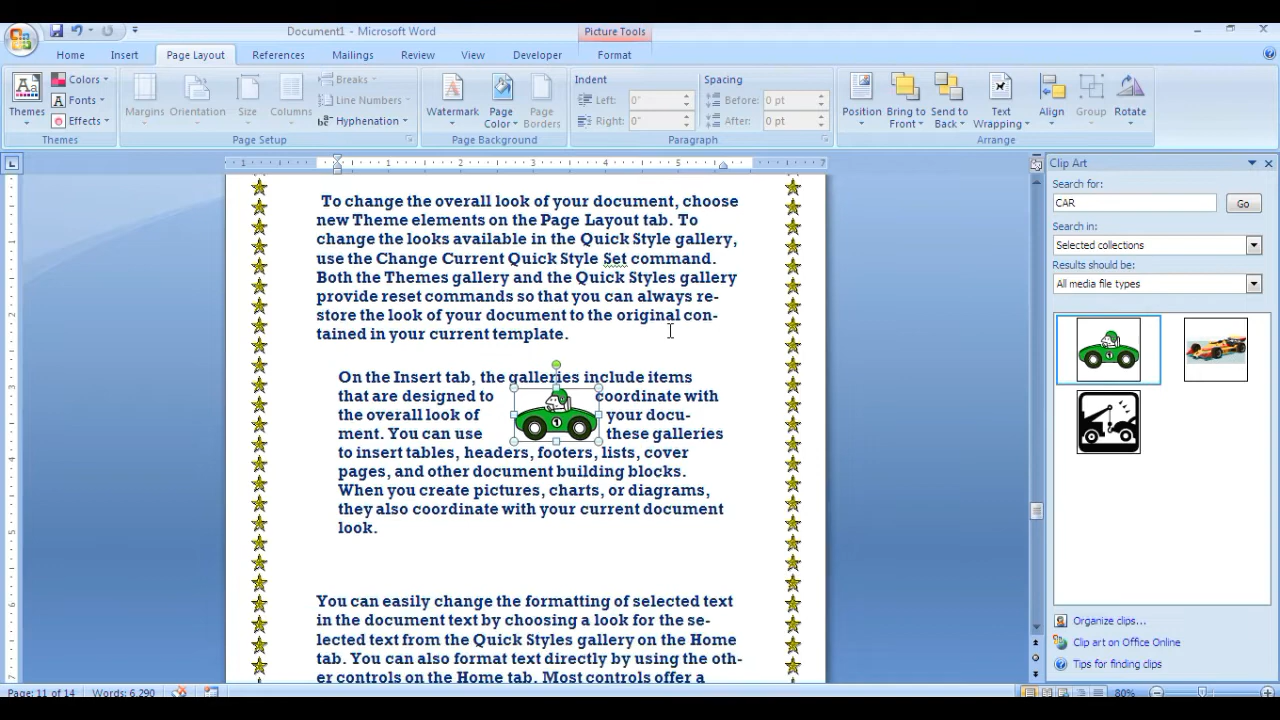 Document1 - Microsoft Word
Picture Tools
Home Insert Page Layout References Mailings Review View Developer Format
Themes
Colors
Fonts
Effects
Themes
Margins Orientation Size Columns
Breaks
Line Numbers
Hyphenation
Page Setup
Watermark Page Color Page Borders
Page Background
Indent
Left: 0"
Right: 0"
Spacing
Before: 0 pt
After: 0 pt
Paragraph
Position Bring to Front Send to Back Text Wrapping Align Group Rotate
Arrange
1 1 2 3 4 5 7
To change the overall look of your document, choose
new Theme elements on the Page Layout tab. To
change the looks available in the Quick Style gallery,
use the Change Current Quick Style Set command.
Both the Themes gallery and the Quick Styles gallery
provide reset commands so that you can always re-
store the look of your document to the original con-
tained in your current template.
On the Insert tab, the galleries include items
that are designed to coordinate with
the overall look of your docu-
ment. You can use these galleries
to insert tables, headers, footers, lists, cover
pages, and other document building blocks.
When you create pictures, charts, or diagrams,
they also coordinate with your current document
look.
1
You can easily change the formatting of selected text
in the document text by choosing a look for the se-
lected text from the Quick Styles gallery on the Home
tab. You can also format text directly by using the oth-
er controls on the Home tab. Most controls offer a
Clip Art
Search for:
CAR
Go
Search in:
Selected collections
Results should be:
All media file types
Organize clips...
Clip art on Office Online
Tips for finding clips
Page: 11 of 14 Words: 6,290
80%